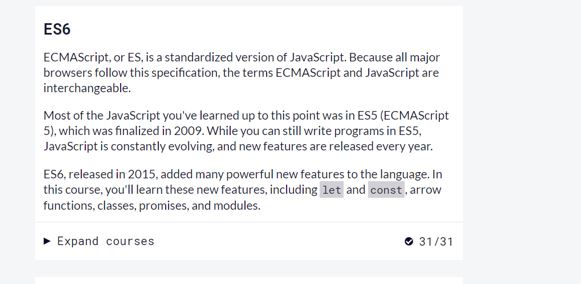 ES6
ECMAScript, or ES, is a standardized version of JavaScript. Because all major
browsers follow this specification, the terms ECMAScript and JavaScript are
interchangeable.
Most of the JavaScript you've learned up to this point was in ES5 (ECMAScript
5), which was finalized in 2009. While you can still write programs in ES5,
JavaScript is constantly evolving, and new features are released every year.
ES6, released in 2015, added many powerful new features to the language. In
this course, you'll learn these new features, including let and const, arrow
functions, classes, promises, and modules.
Expand courses 31/31